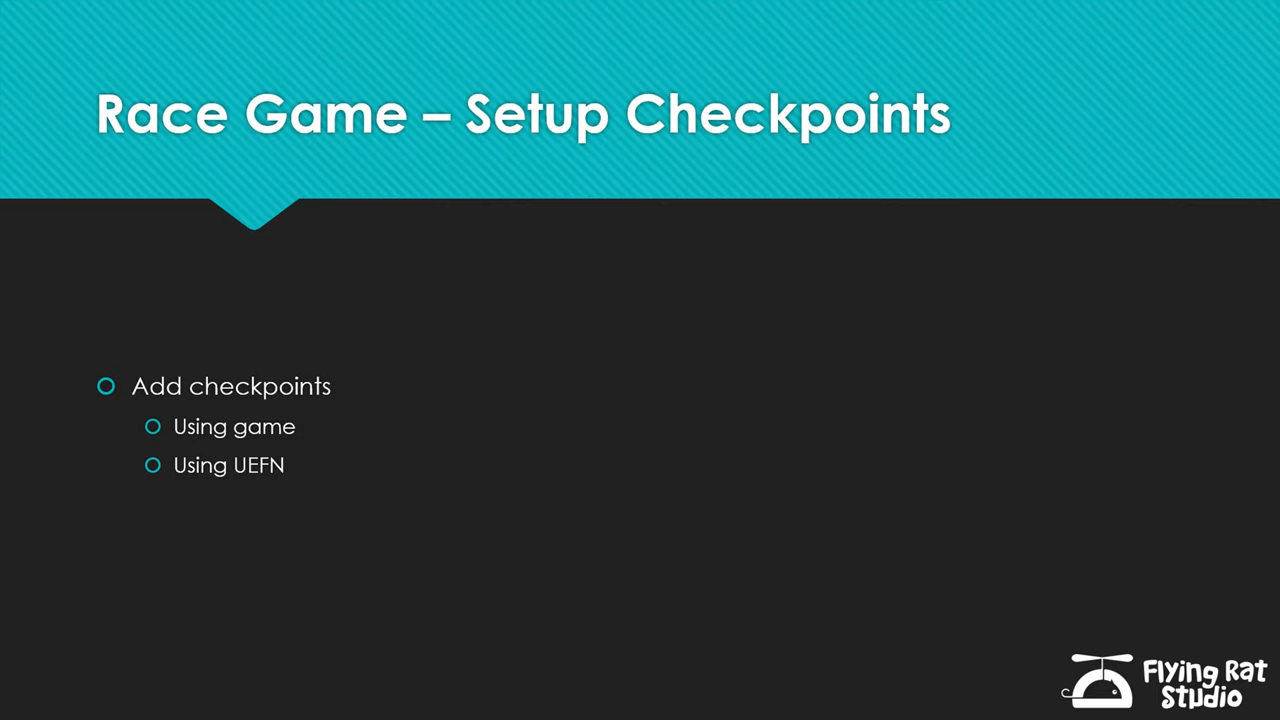 Race Game – Setup Checkpoints
Add checkpoints
Using game
Using UEFN
Flying Rat
Studio